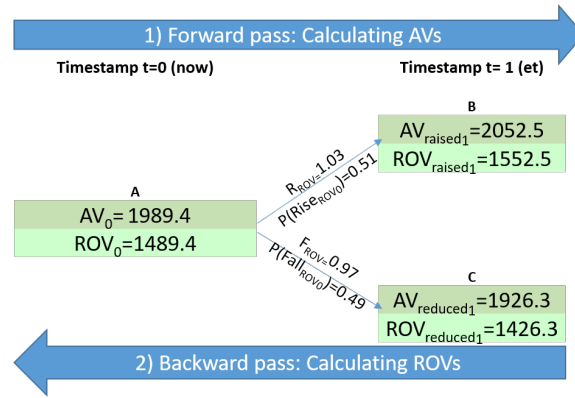 1) Forward pass: Calculating AVs
Timestamp t=0 (now)
Timestamp t= 1 (et)
B
AVraised1=2052.5
ROVraised1=1552.5
RROV=1.03
P(RiseROV0)=0.51
A
AV0= 1989.4
ROV0=1489.4
FROV=0.97
P(FallROV0)=0.49
C
AVreduced1=1926.3
ROVreduced1=1426.3
2) Backward pass: Calculating ROVs